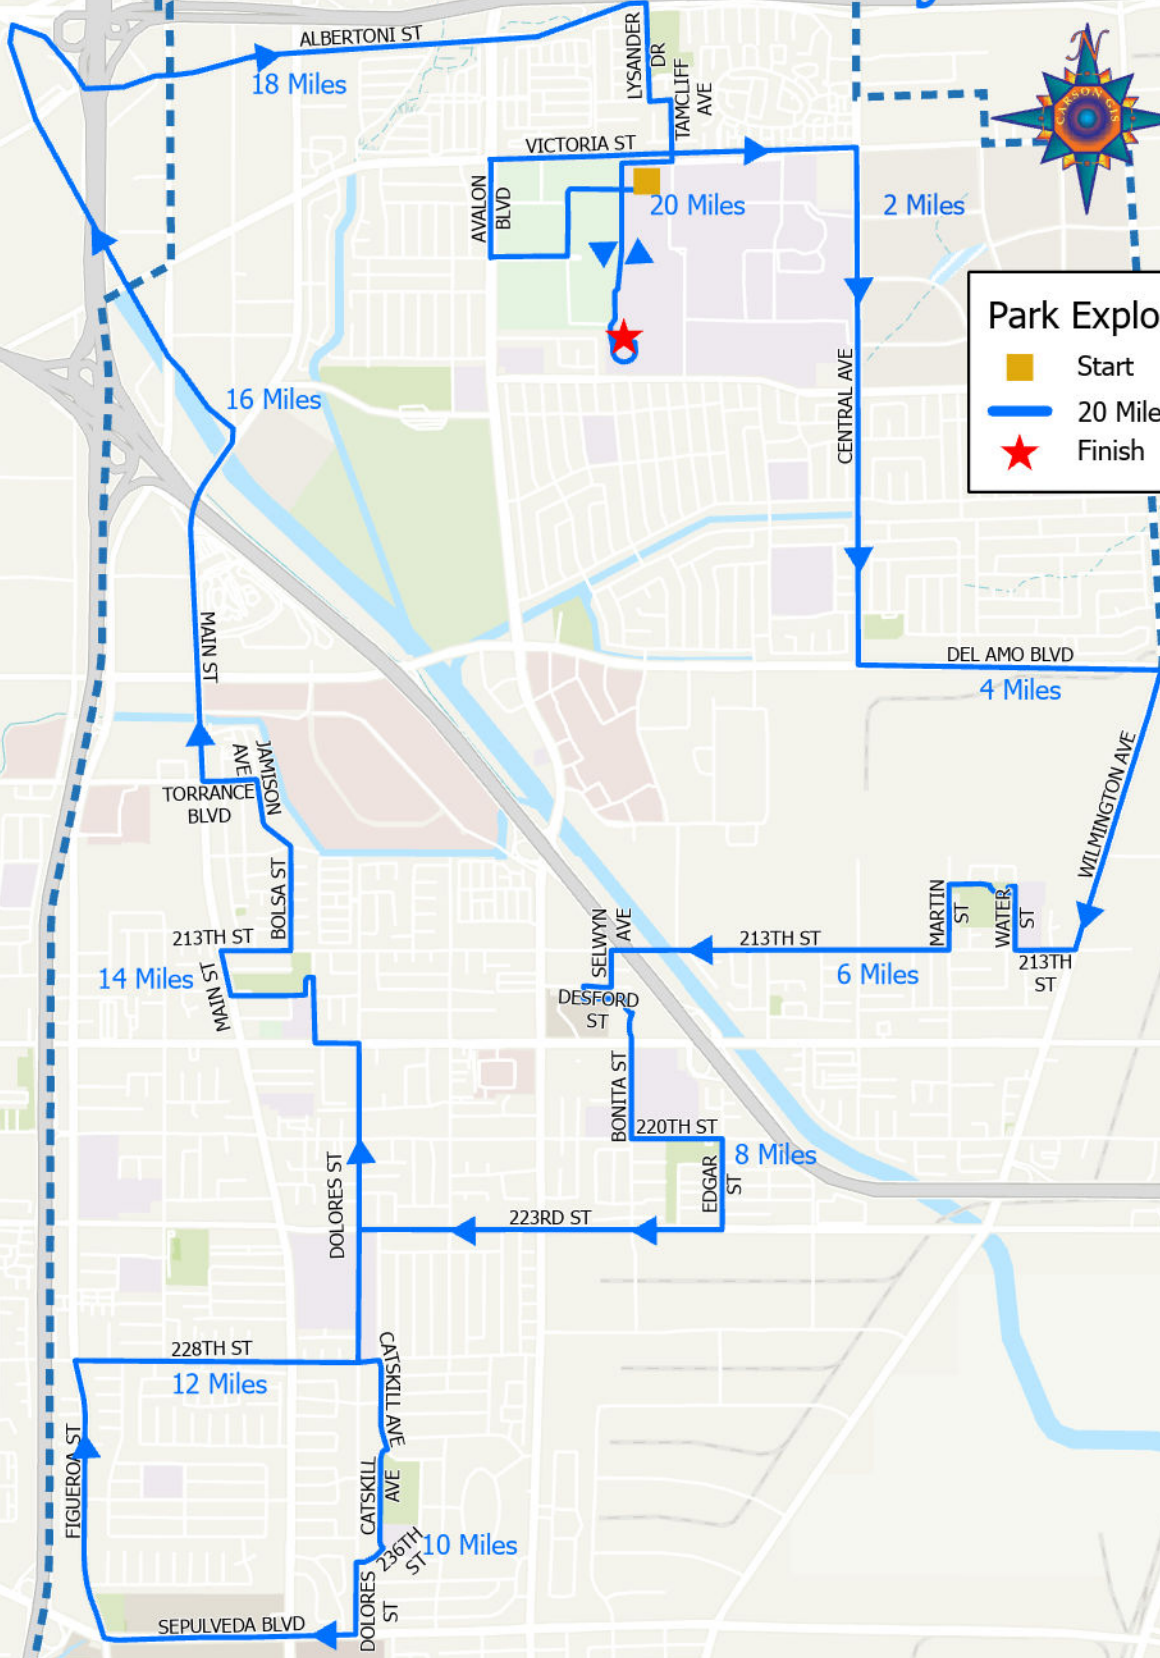 ALBERTONI ST
18 Miles
LYSANDER
DR
TAMCLIFF
AVE
N
CARSON GIS
VICTORIA ST
AVALON
BLVD
20 Miles
2 Miles
Park Explo
Start
20 Mile
Finish
CENTRAL AVE
16 Miles
MAIN ST
DEL AMO BLVD
4 Miles
JAMISON
AVE
TORRANCE
BLVD
WILMINGTON AVE
BOLSA ST
213TH ST
14 Miles
MAIN ST
SELWYN
AVE
213TH ST
MARTIN
ST
WATER
ST
6 Miles
213TH
ST
DESFORD
ST
BONITA ST
220TH ST
8 Miles
EDGAR
ST
DOLORES ST
223RD ST
228TH ST
12 Miles
CATSKILL AVE
FIGUEROA ST
CATSKILL
AVE
236TH
ST
10 Miles
DOLORES
ST
SEPULVEDA BLVD